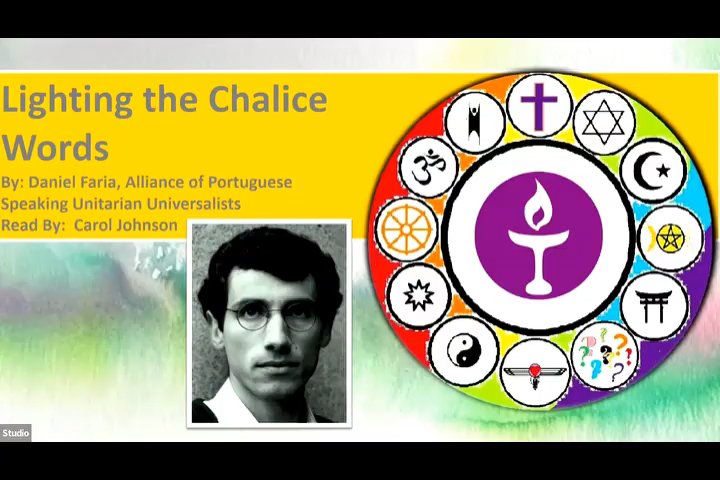 Lighting the Chalice
Words
By: Daniel Faria, Alliance of Portuguese
Speaking Unitarian Universalists
Read By: Carol Johnson
Studio